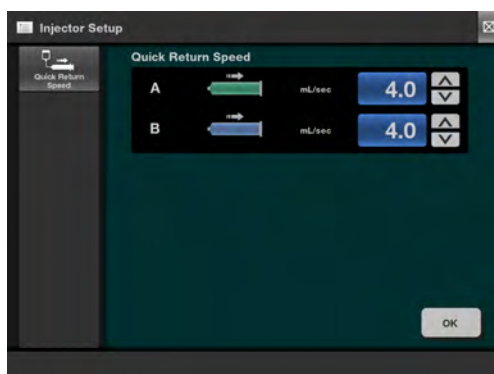 Injector Setup
Quick Return
Speed
Quick Return Speed
A mL/sec 4.0
B mL/sec 4.0
OK